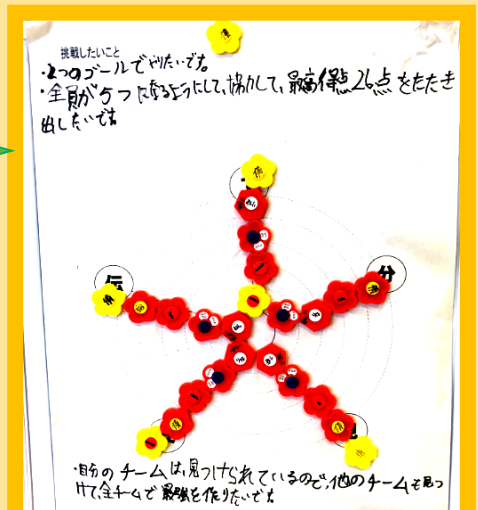 挑戦したいこと
・2つのゴールでやりたいです。
・全員が5つになるようにして、協力して、最高得点26点をたたき
出したいです
伝
分
・自分のチームは、見つけられているので、他のチームも見つ
けて、全チームで最強を作りたいです